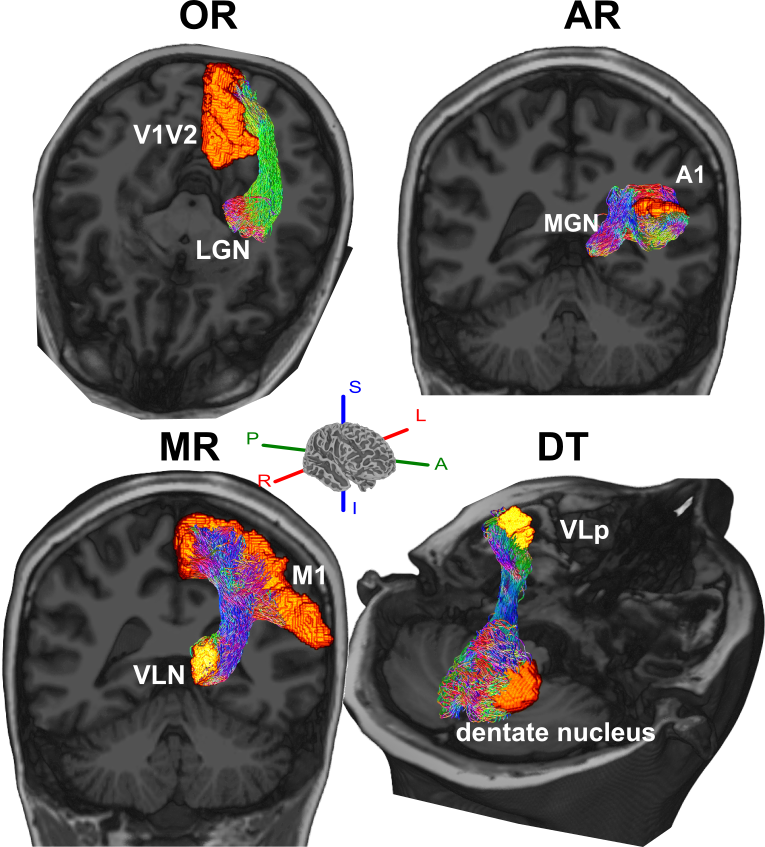 OR
AR
V1V2
A1
MGN
LGN
S
L
P
A
R
I
MR
DT
VLp
M1
VLN
dentate nucleus